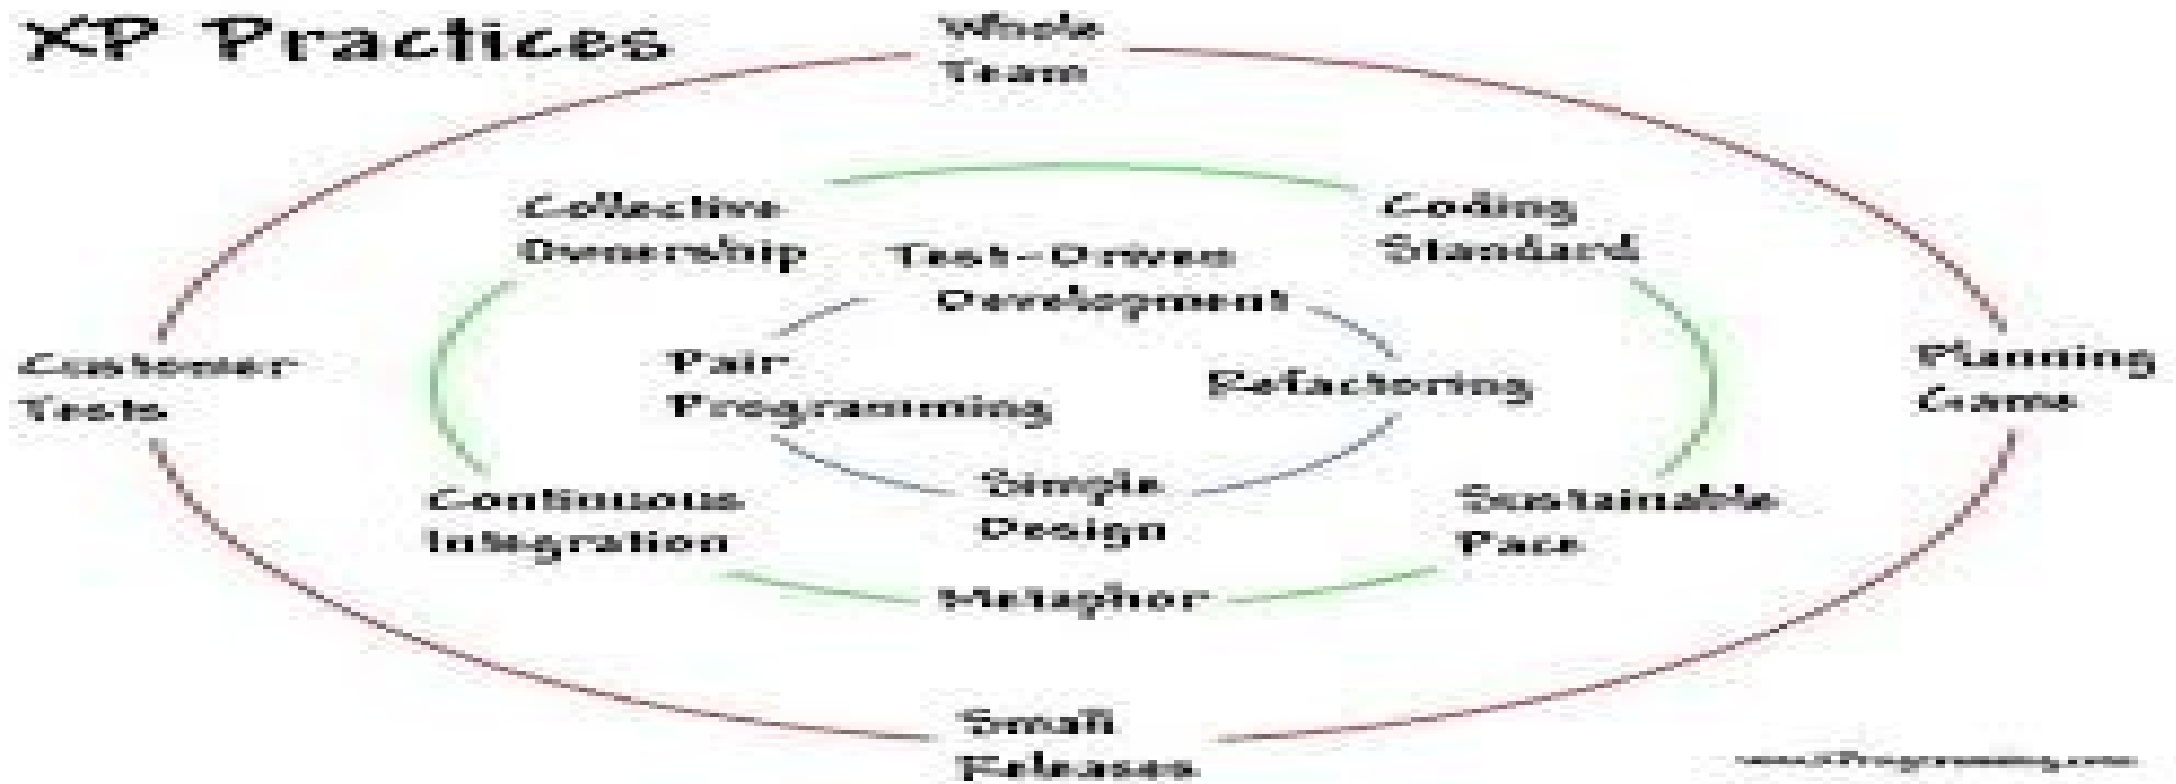 XP Practices
Whole
Team
Collective
Ownership
Coding
Standard
Test-Driven
Development
Customer
Tests
Pair
Programming
Refactoring
Planning
Game
Continuous
Integration
Simple
Design
Sustainable
Pace
Metaphor
Small
Releases